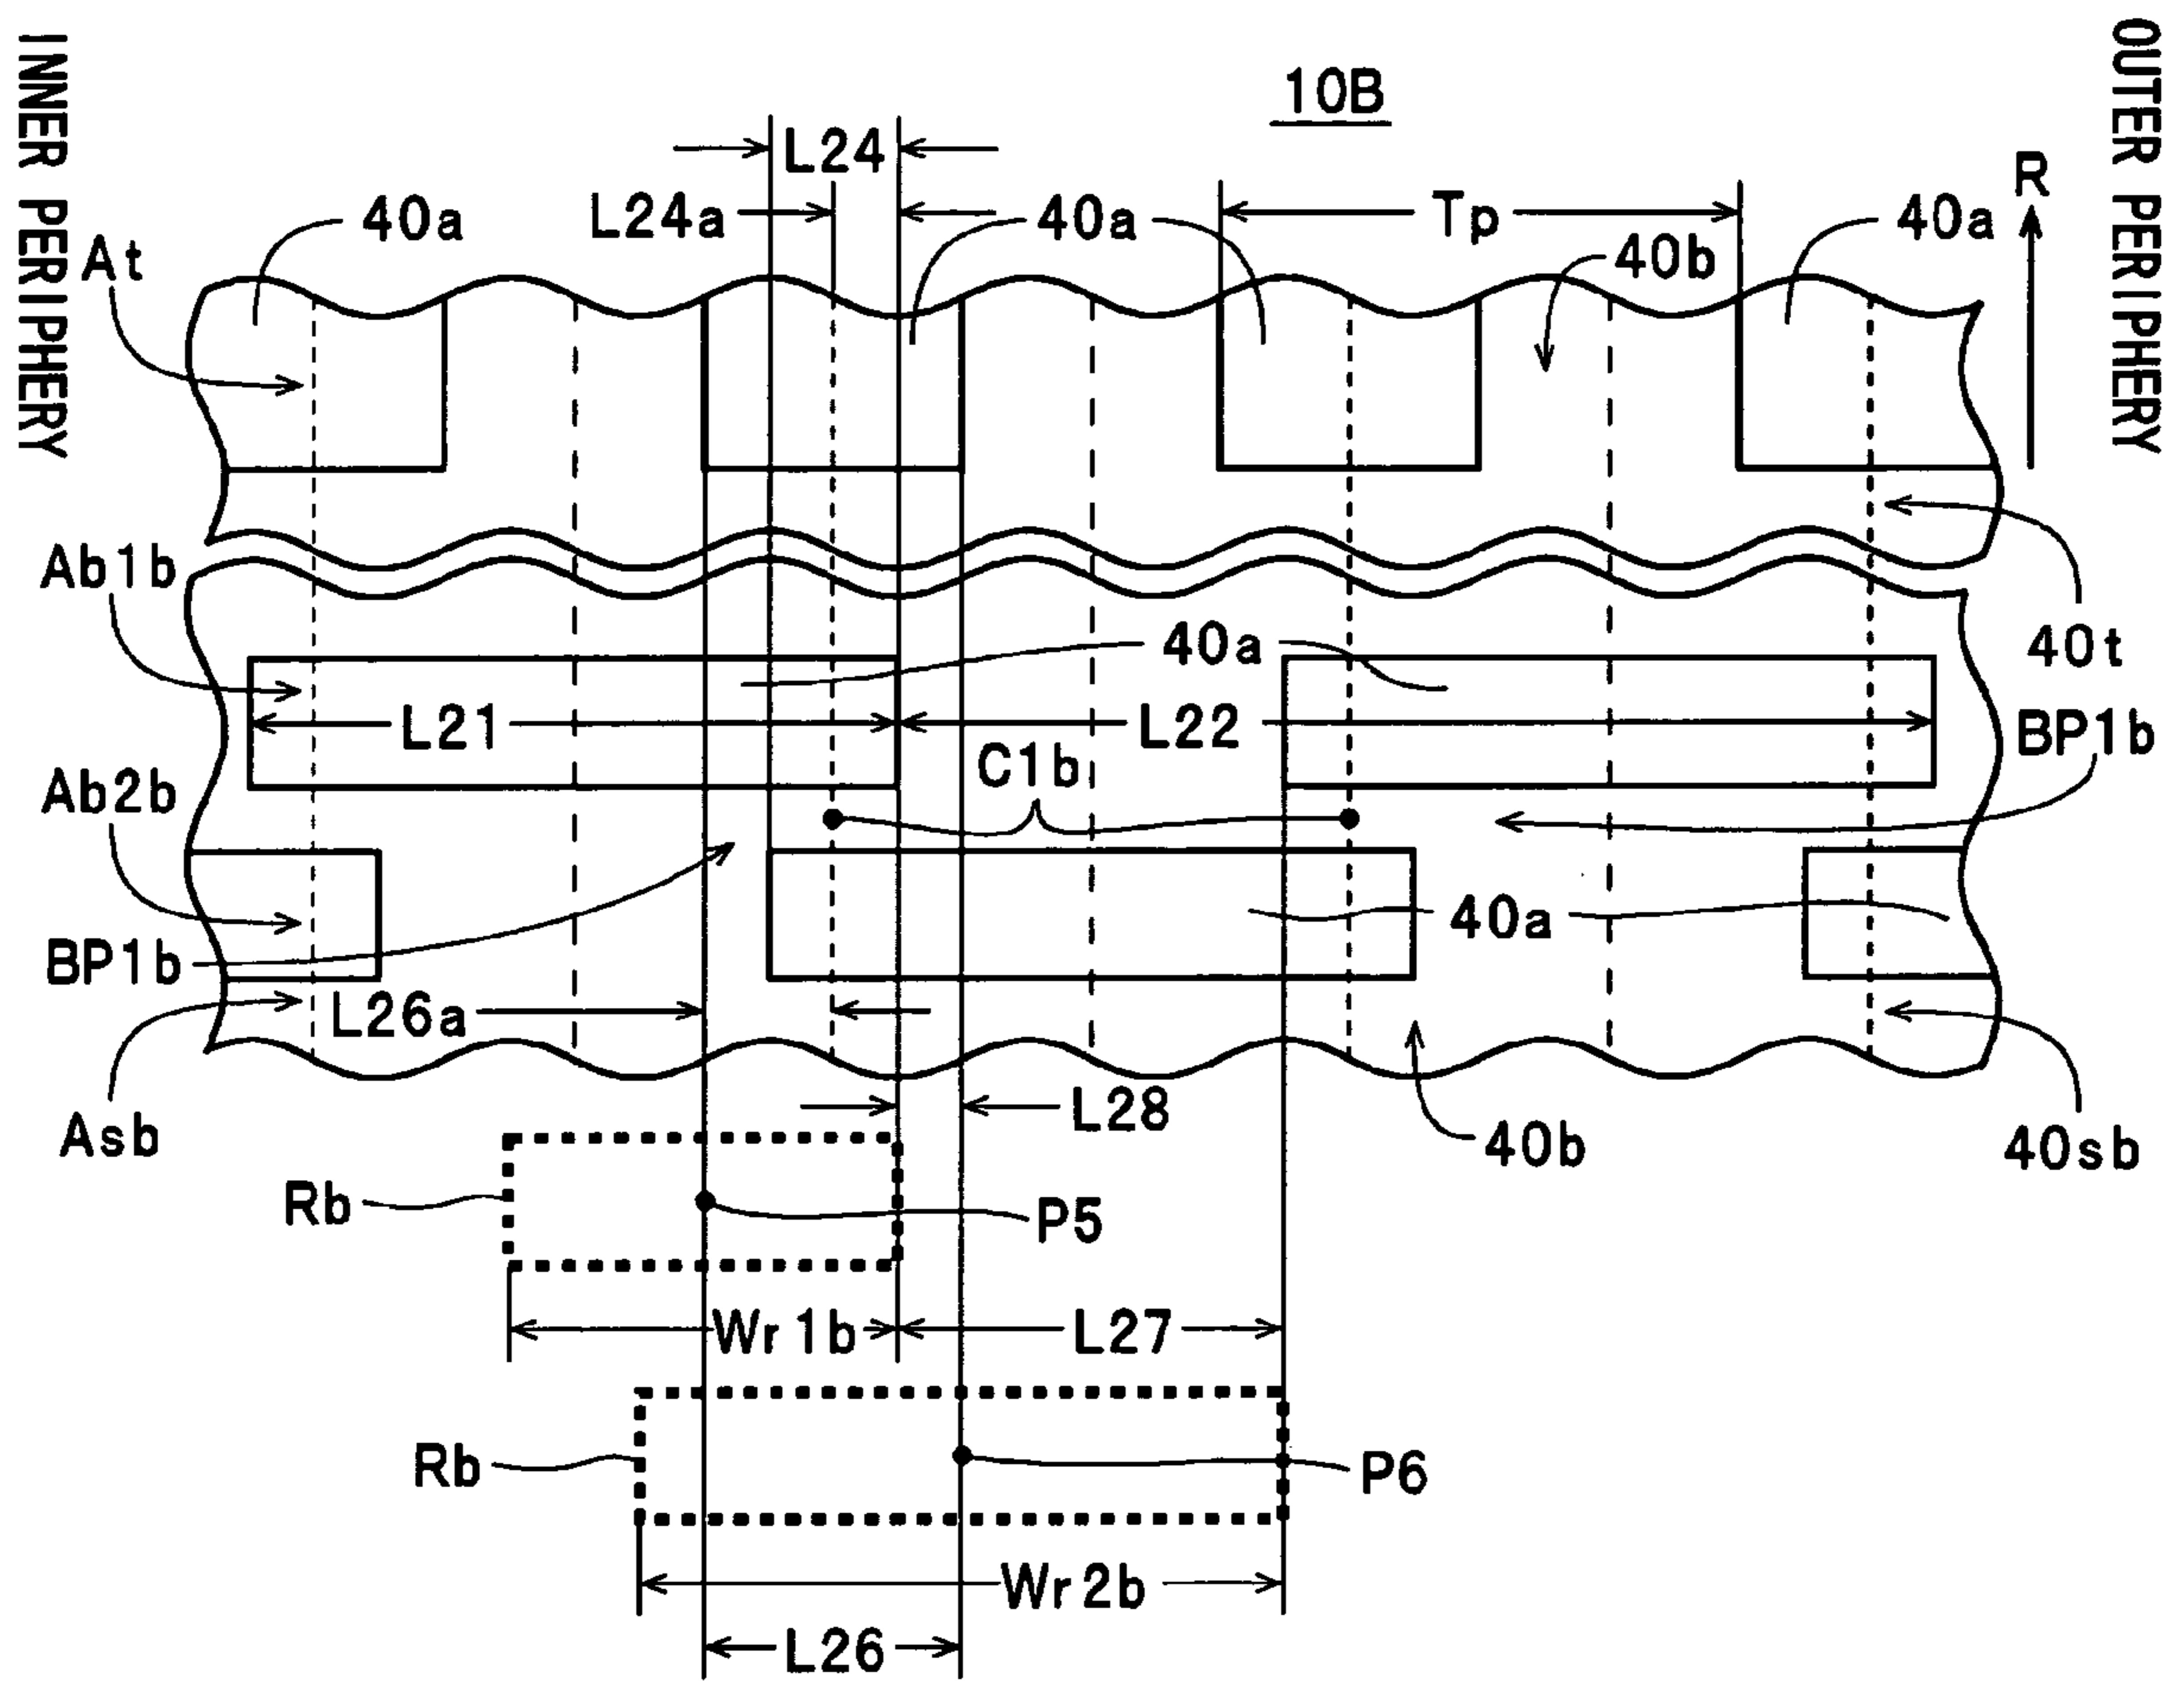 INNER PERIPHERY
OUTER PERIPHERY
10B
L24
R
L24a
40a
40a
Tp
40a
At
40b
Ab1b
40a
40t
L21
L22
BP1b
C1b
Ab2b
40a
BP1b
L26a
L28
Asb
40b
40sb
Rb
P5
Wr1b
L27
Rb
P6
Wr2b
L26